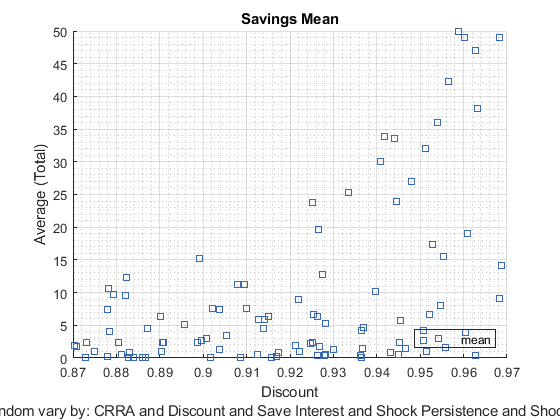 Savings Mean
Average (Total)
50
45
40
35
30
25
20
15
10
5
0
0.87 0.88 0.89 0.9 0.91 0.92 0.93 0.94 0.95 0.96 0.97
mean
Discount
ndom vary by: CRRA and Discount and Save Interest and Shock Persistence and Shoc